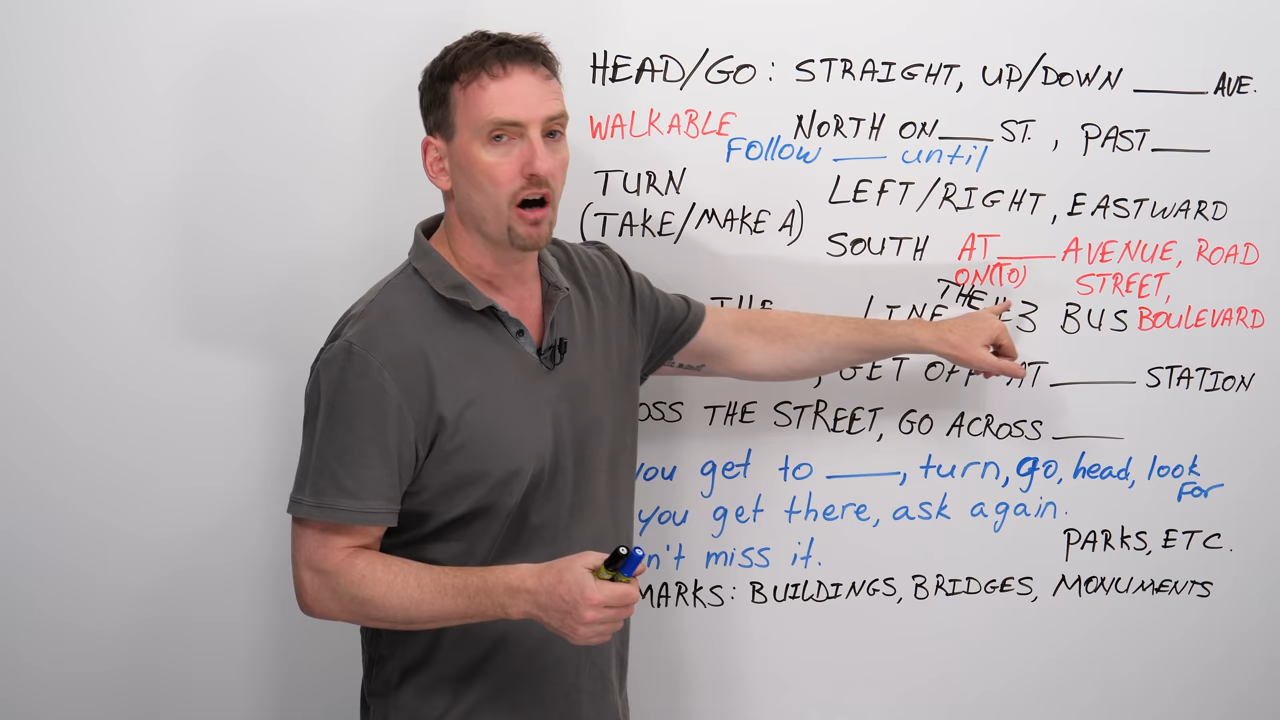 HEAD/GO: STRAIGHT, UP/DOWN ____ AVE.
WALKABLE NORTH ON ____ ST., PAST ____
Follow ____ until
TURN LEFT/RIGHT, EASTWARD
(TAKE/MAKE A) SOUTH AT ____ AVENUE, ROAD
ON(TO) STREET,
THE LINE THE #3 BUS BOULEVARD
, GET OFF AT ____ STATION
OSS THE STREET, GO ACROSS ____
you get to ____, turn, go, head, look
For
you get there, ask again.
n't miss it. PARKS, ETC.
MARKS: BUILDINGS, BRIDGES, MONUMENTS